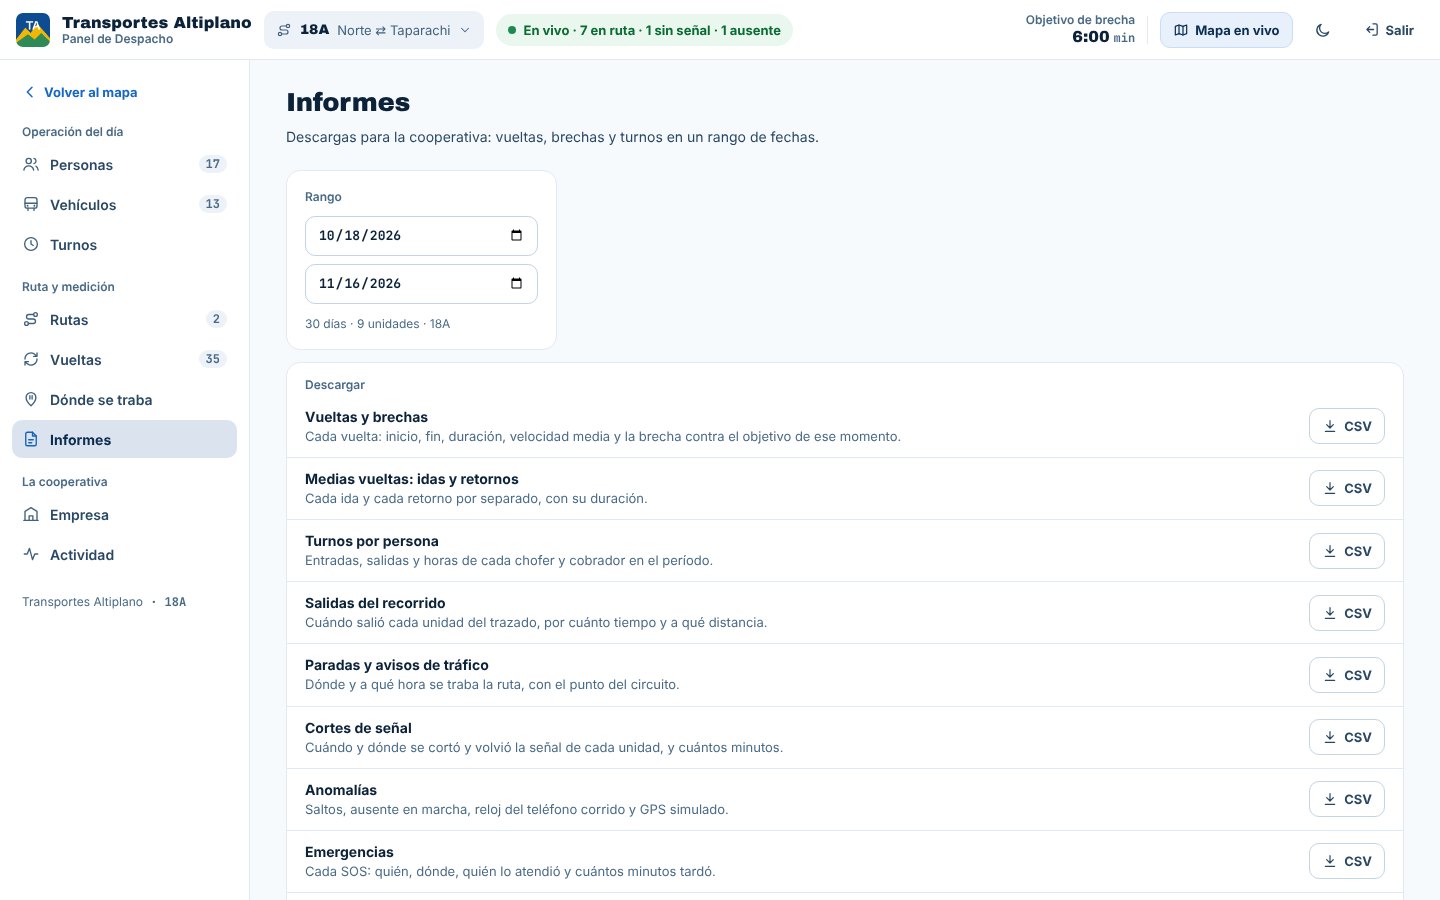 TA
Transportes Altiplano
Panel de Despacho
18A Norte ⇄ Taparachi
En vivo · 7 en ruta · 1 sin señal · 1 ausente
Objetivo de brecha
6:00 min
Mapa en vivo
Salir
Volver al mapa
Operación del día
Personas 17
Vehículos 13
Turnos
Ruta y medición
Rutas 2
Vueltas 35
Dónde se traba
Informes
La cooperativa
Empresa
Actividad
Transportes Altiplano · 18A
Informes
Descargas para la cooperativa: vueltas, brechas y turnos en un rango de fechas.
Rango
10/18/2026
11/16/2026
30 días · 9 unidades · 18A
Descargar
Vueltas y brechas
Cada vuelta: inicio, fin, duración, velocidad media y la brecha contra el objetivo de ese momento.
CSV
Medias vueltas: idas y retornos
Cada ida y cada retorno por separado, con su duración.
CSV
Turnos por persona
Entradas, salidas y horas de cada chofer y cobrador en el período.
CSV
Salidas del recorrido
Cuándo salió cada unidad del trazado, por cuánto tiempo y a qué distancia.
CSV
Paradas y avisos de tráfico
Dónde y a qué hora se traba la ruta, con el punto del circuito.
CSV
Cortes de señal
Cuándo y dónde se cortó y volvió la señal de cada unidad, y cuántos minutos.
CSV
Anomalías
Saltos, ausente en marcha, reloj del teléfono corrido y GPS simulado.
CSV
Emergencias
Cada SOS: quién, dónde, quién lo atendió y cuántos minutos tardó.
CSV